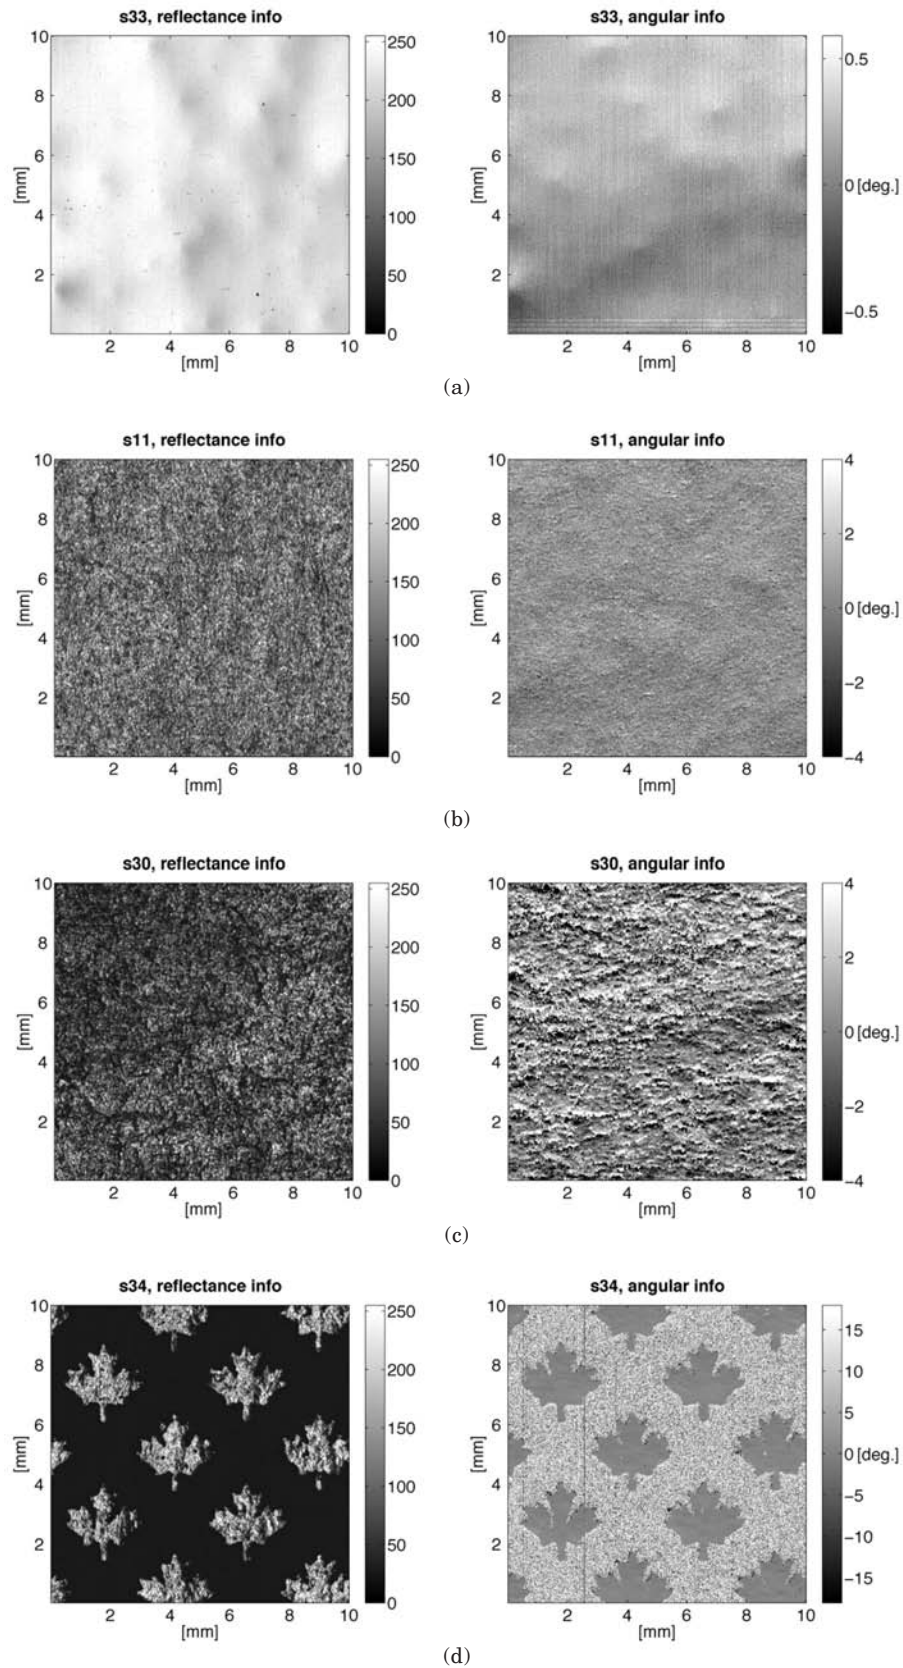 s33, reflectance info
10
8
6
4
2
[mm]
2 4 6 8 10
[mm]
250
200
150
100
50
0
s33, angular info
10
8
6
4
2
[mm]
2 4 6 8 10
[mm]
0.5
0 [deg.]
−0.5
(a)
s11, reflectance info
10
8
6
4
2
[mm]
2 4 6 8 10
[mm]
250
200
150
100
50
0
s11, angular info
10
8
6
4
2
[mm]
2 4 6 8 10
[mm]
4
2
0 [deg.]
−2
−4
(b)
s30, reflectance info
10
8
6
4
2
[mm]
2 4 6 8 10
[mm]
250
200
150
100
50
0
s30, angular info
10
8
6
4
2
[mm]
2 4 6 8 10
[mm]
4
2
0 [deg.]
−2
−4
(c)
s34, reflectance info
10
8
6
4
2
[mm]
2 4 6 8 10
[mm]
250
200
150
100
50
0
s34, angular info
10
8
6
4
2
[mm]
2 4 6 8 10
[mm]
15
10
5
0 [deg.]
−5
−10
−15
(d)